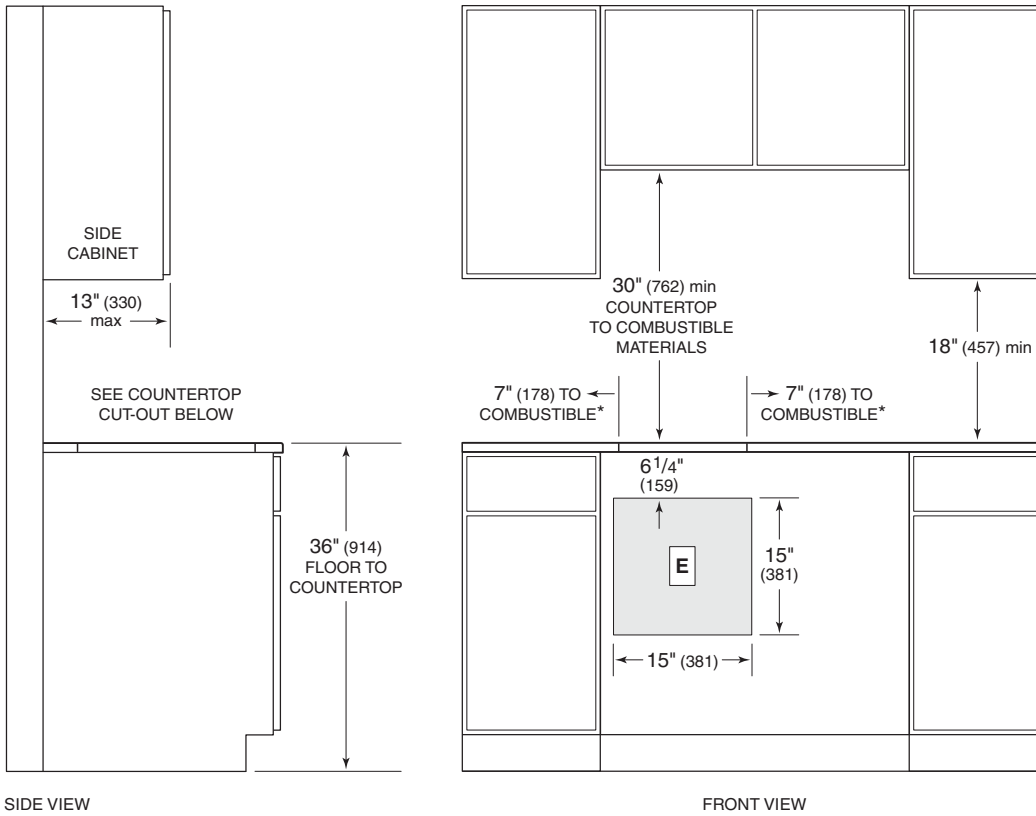 SIDE
CABINET
13" (330)
max
SEE COUNTERTOP
CUT-OUT BELOW
36" (914)
FLOOR TO
COUNTERTOP
SIDE VIEW
30" (762) min
COUNTERTOP
TO COMBUSTIBLE
MATERIALS
18" (457) min
7" (178) TO
COMBUSTIBLE*
7" (178) TO
COMBUSTIBLE*
6 1/4"
(159)
E
15"
(381)
15" (381)
FRONT VIEW